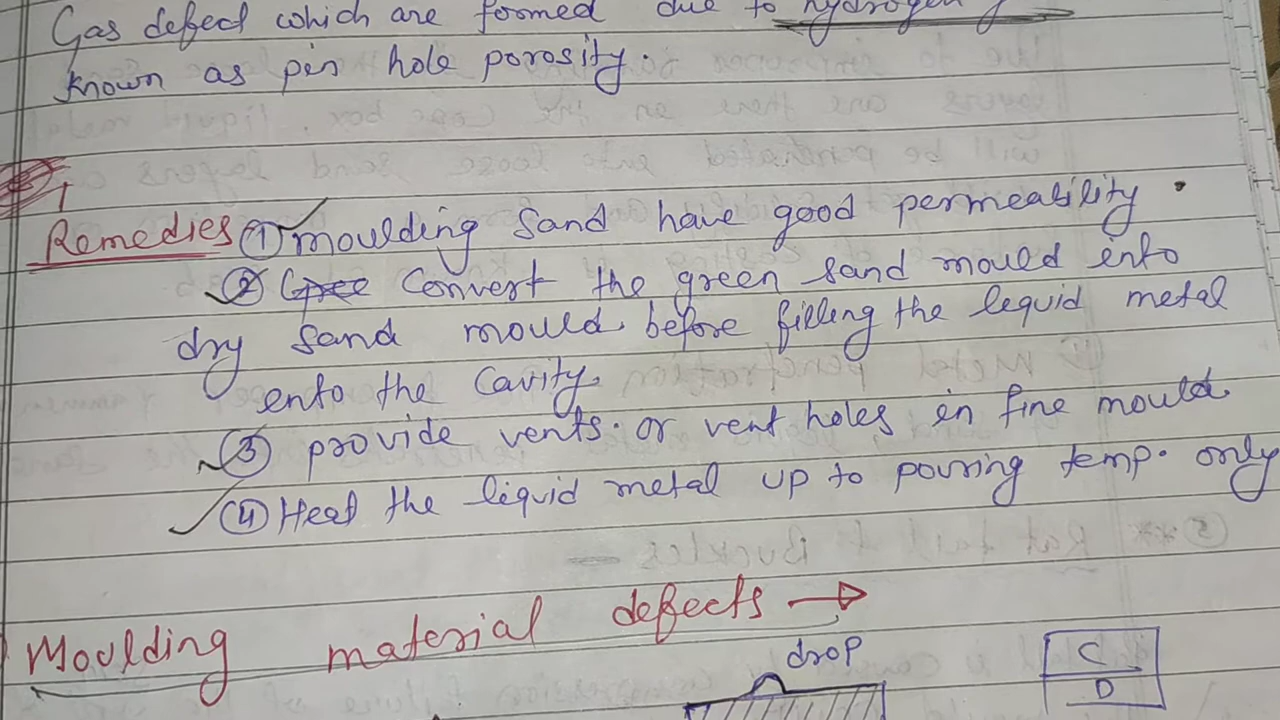 Gas defect which are formed due to hydrogen
known as pin hole porosity.
Remedies ① moulding sand have good permeability.
② Convert the green sand mould into
dry sand mould before filling the liquid metal
into the cavity.
③ provide vents. or vent holes in fine mould.
④ Heat the liquid metal up to pouring temp. only
Moulding material defects →
drop
C
D